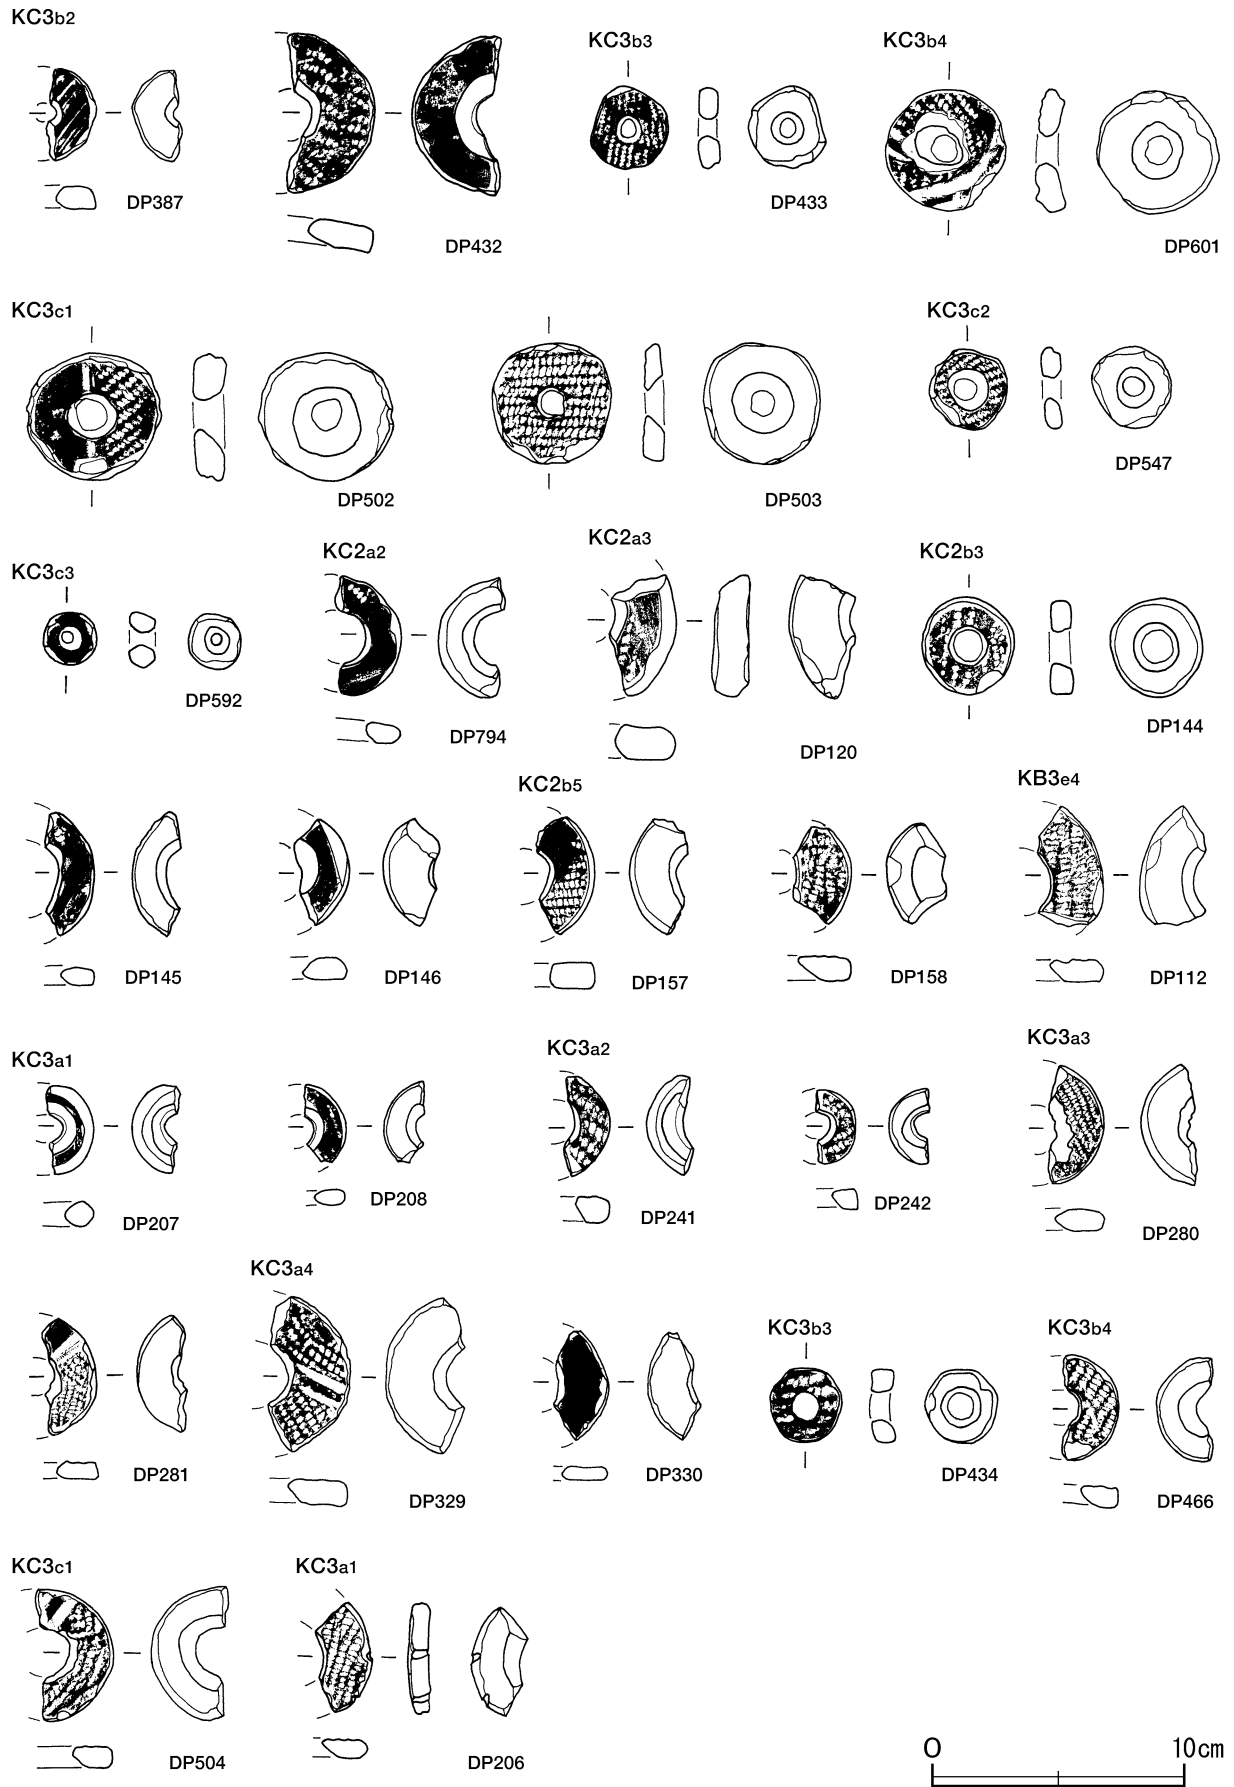 KC3b2
DP387
DP432
KC3b3
DP433
KC3b4
DP601
KC3c1
DP502
DP503
KC3c2
DP547
KC3c3
DP592
KC2a2
DP794
KC2a3
DP120
KC2b3
DP144
DP145
DP146
KC2b5
DP157
DP158
KB3e4
DP112
KC3a1
DP207
DP208
KC3a2
DP241
DP242
KC3a3
DP280
DP281
KC3a4
DP329
DP330
KC3b3
DP434
KC3b4
DP466
KC3c1
DP504
KC3a1
DP206
0 10cm